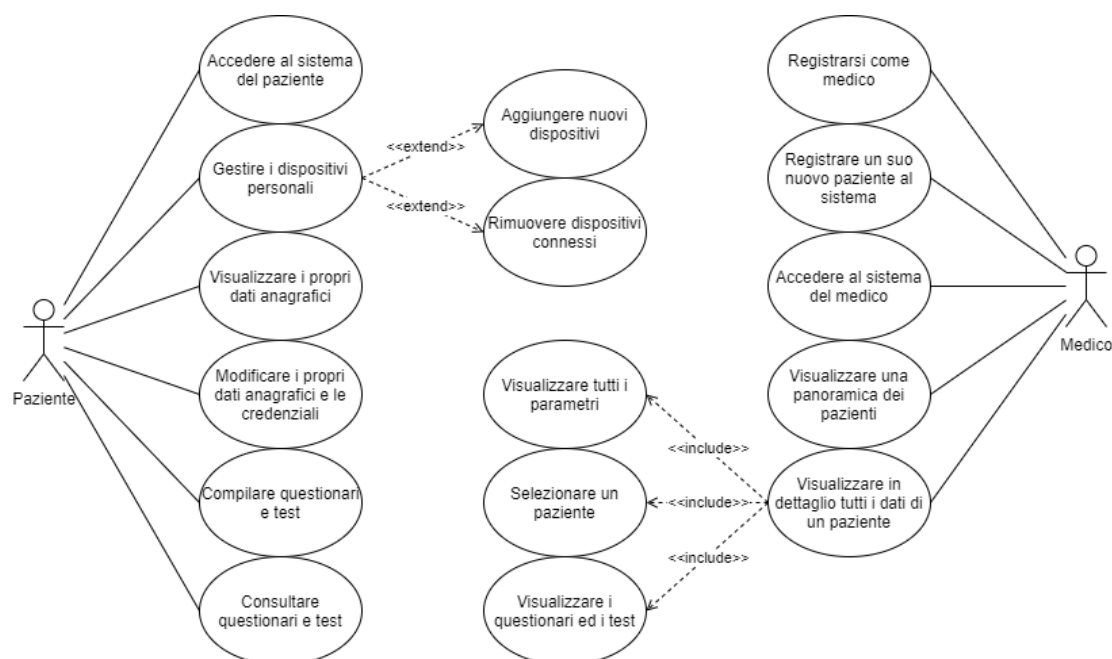 Accedere al sistema
del paziente
Gestire i dispositivi
personali
Visualizzare i propri
dati anagrafici
Modificare i propri
dati anagrafici e le
credenziali
Compilare questionari
e test
Consultare
questionari e test
Paziente
<<extend>>
<<extend>>
Aggiungere nuovi
dispositivi
Rimuovere dispositivi
connessi
Visualizzare tutti i
parametri
Selezionare un
paziente
Visualizzare i
questionari ed i test
<<include>>
<<include>>
<<include>>
Registrarsi come
medico
Registrare un suo
nuovo paziente al
sistema
Accedere al sistema
del medico
Visualizzare una
panoramica dei
pazienti
Visualizzare in
dettaglio tutti i dati di
un paziente
Medico